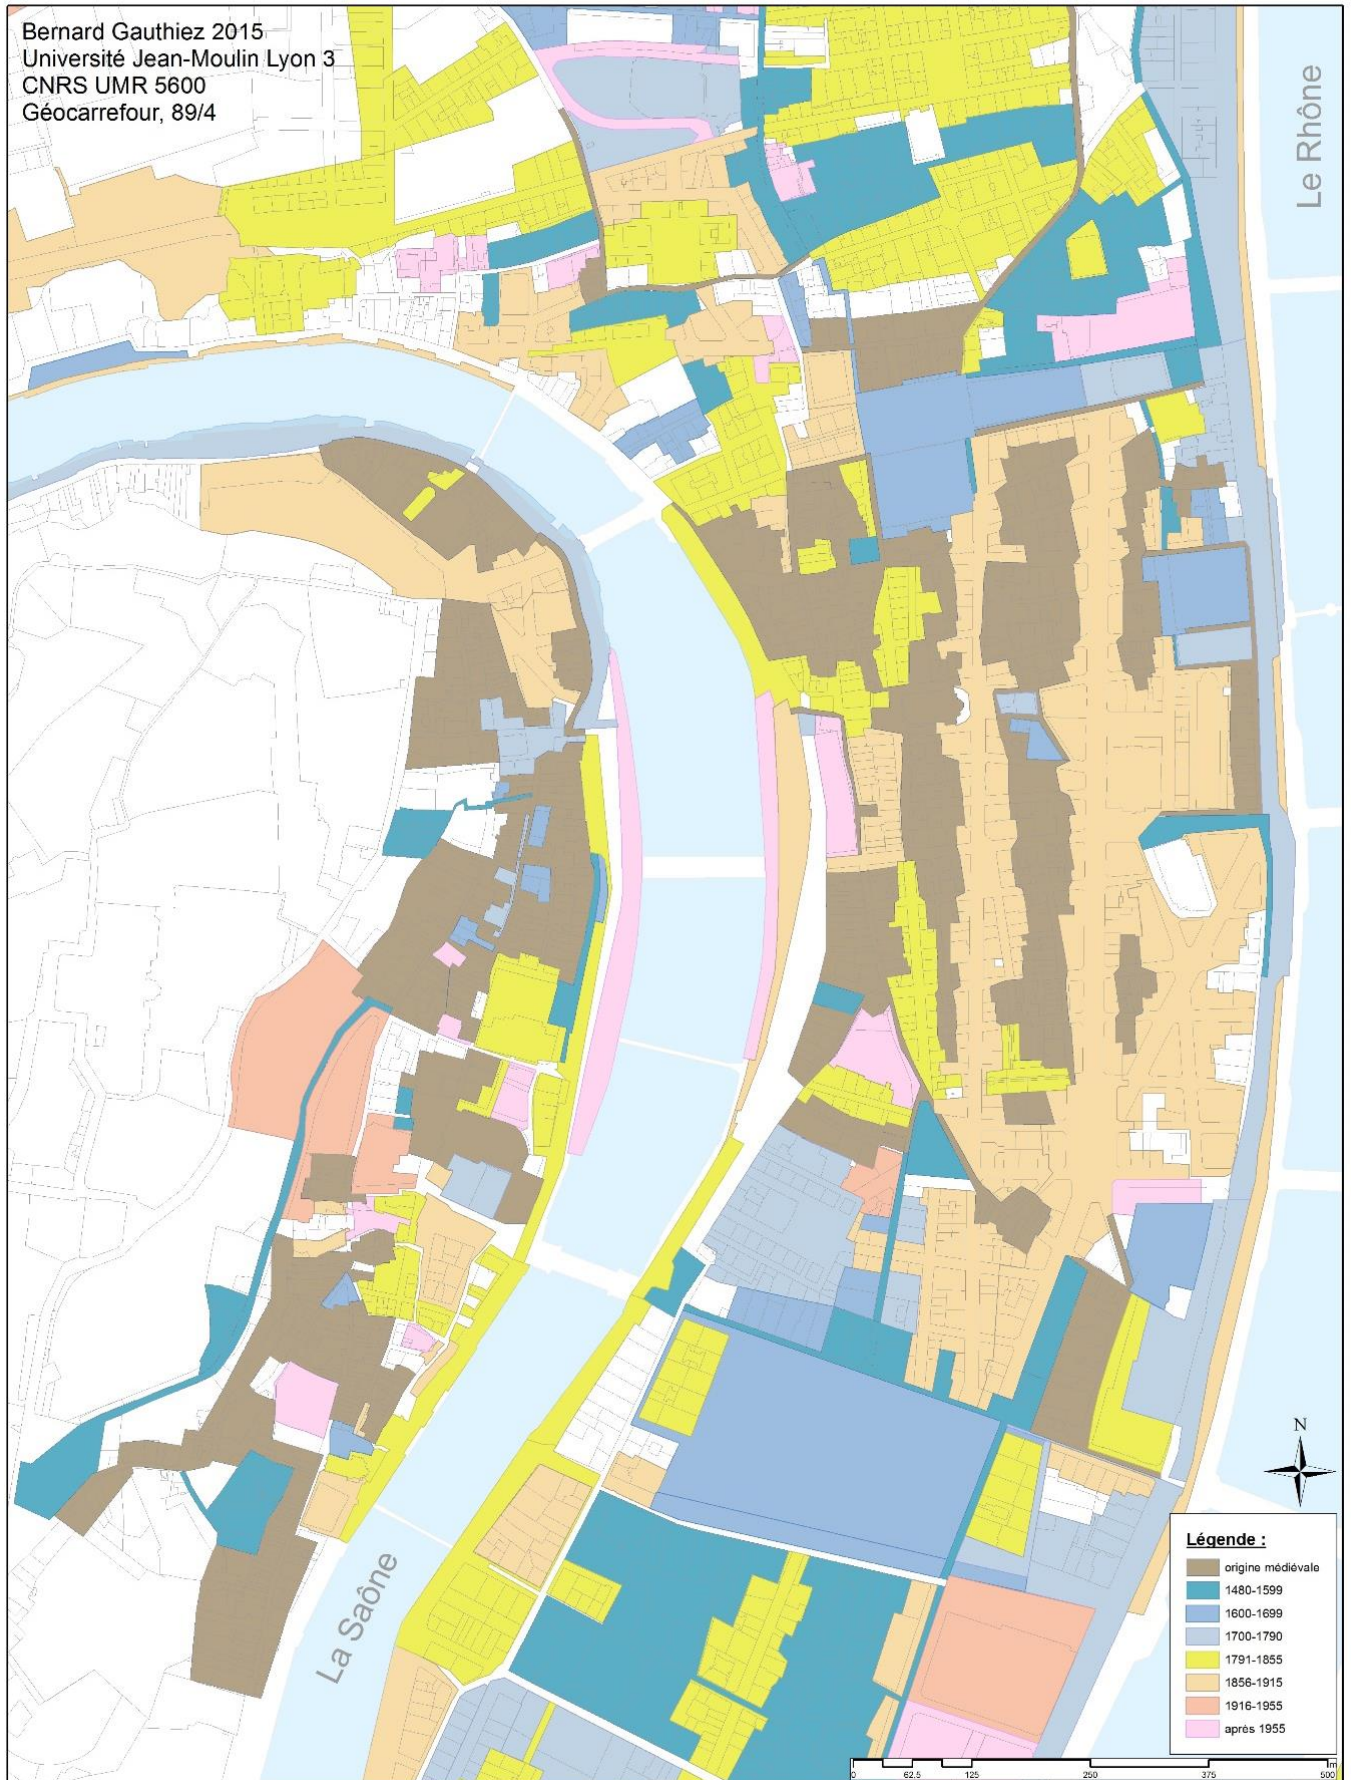 Bernard Gauthiez 2015
Université Jean-Moulin Lyon 3
CNRS UMR 5600
Géocarrefour, 89/4
Le Rhône
La Saône
N
Légende :
origine médiévale
1480-1599
1600-1699
1700-1790
1791-1855
1856-1915
1916-1955
après 1955
0 62.5 125 250 375 500 m